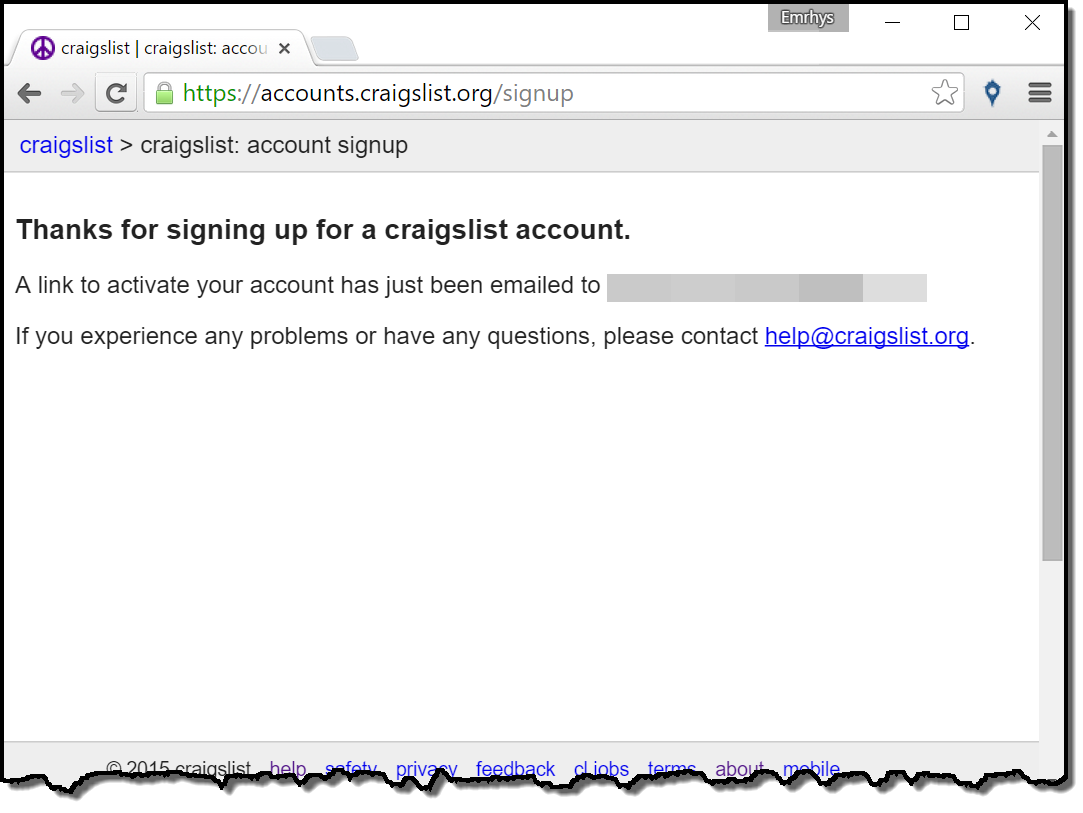 Emrhys
craigslist | craigslist: accou
https://accounts.craigslist.org/signup
craigslist > craigslist: account signup
Thanks for signing up for a craigslist account.
A link to activate your account has just been emailed to
If you experience any problems or have any questions, please contact help@craigslist.org.
© 2015 craigslist help safety privacy feedback cl jobs terms about mobile